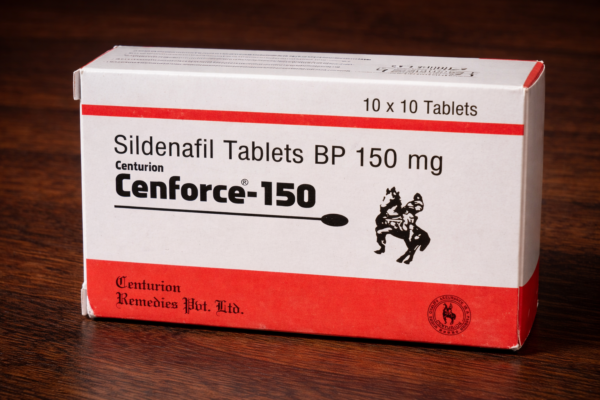 10 x 10 Tablets
Sildenafil Tablets BP 150 mg
Centurion
Cenforce®-150
Centurion
Remedies Pvt. Ltd.